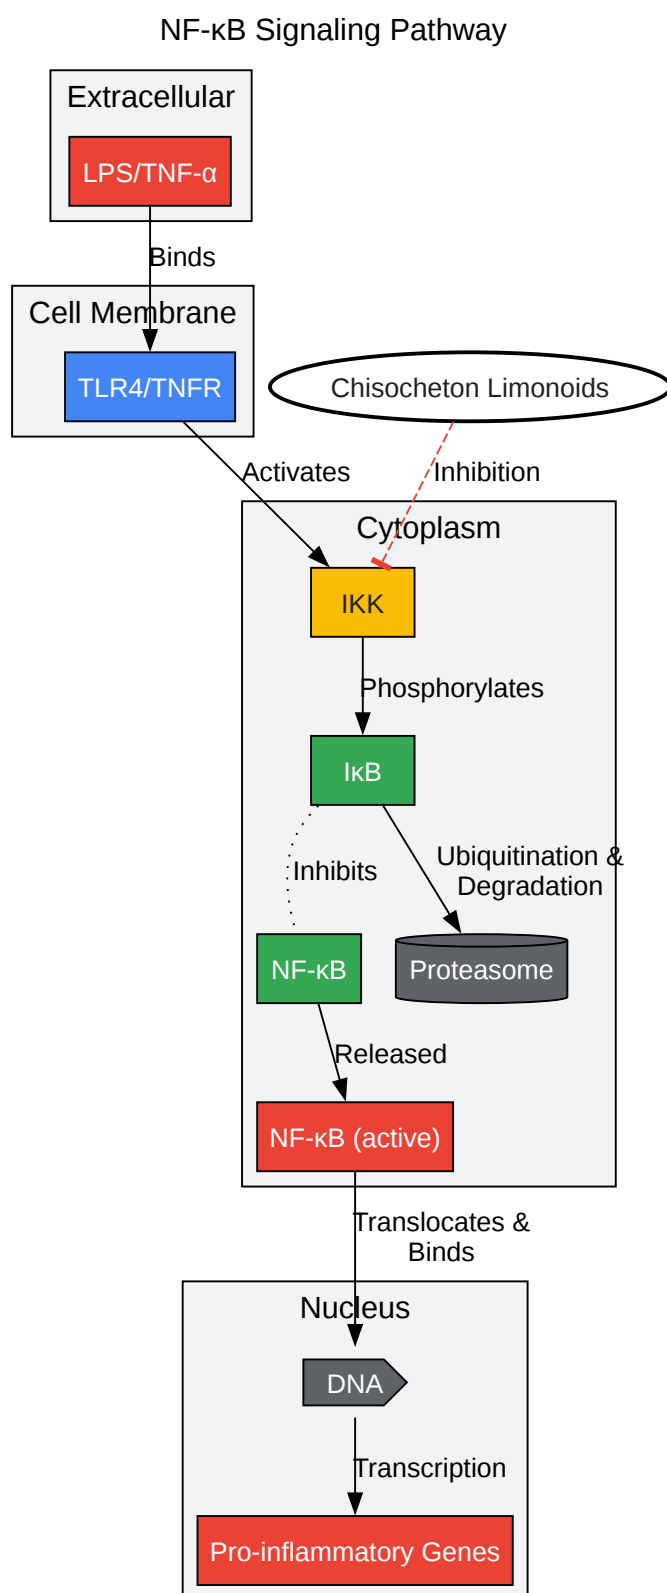 NF-κB Signaling Pathway
Extracellular
LPS/TNF-α
Binds
Cell Membrane
TLR4/TNFR
Chisocheton Limonoids
Activates
Inhibition
Cytoplasm
IKK
Phosphorylates
IκB
Ubiquitination &
Degradation
Inhibits
NF-κB
Proteasome
Released
NF-κB (active)
Translocates &
Binds
Nucleus
DNA
Transcription
Pro-inflammatory Genes